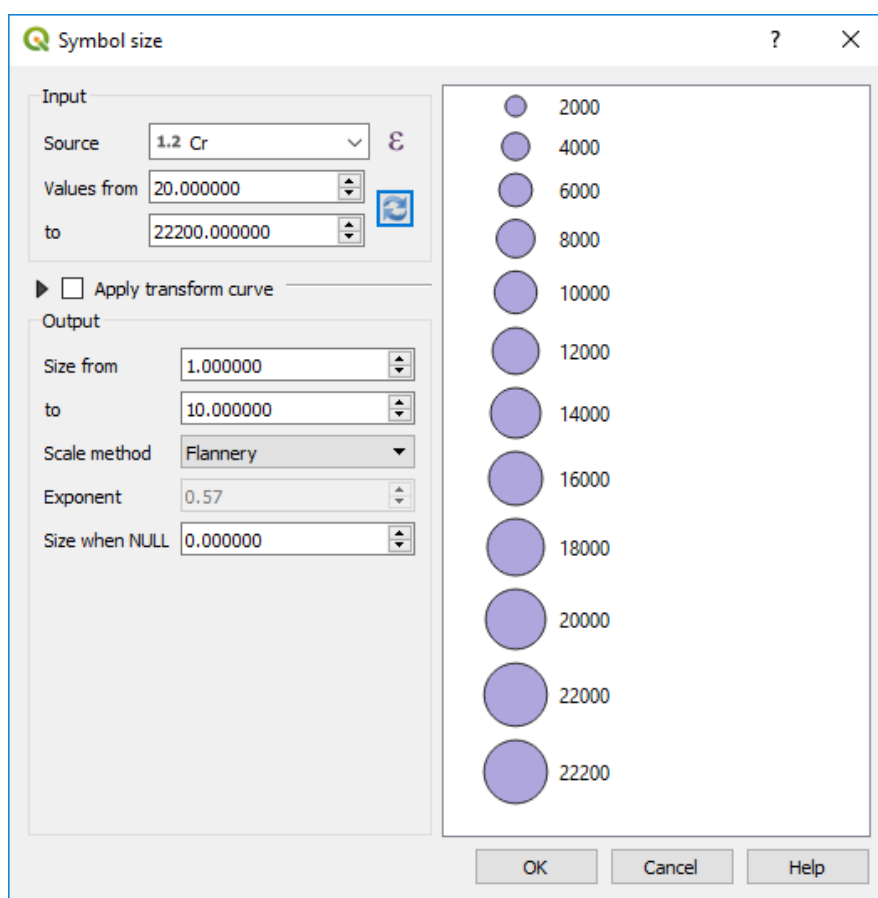 Symbol size ?
Input
Source 1.2 Cr ε
Values from 20.000000
to 22200.000000
Apply transform curve
Output
Size from 1.000000
to 10.000000
Scale method Flannery
Exponent 0.57
Size when NULL 0.000000
2000
4000
6000
8000
10000
12000
14000
16000
18000
20000
22000
22200
OK Cancel Help